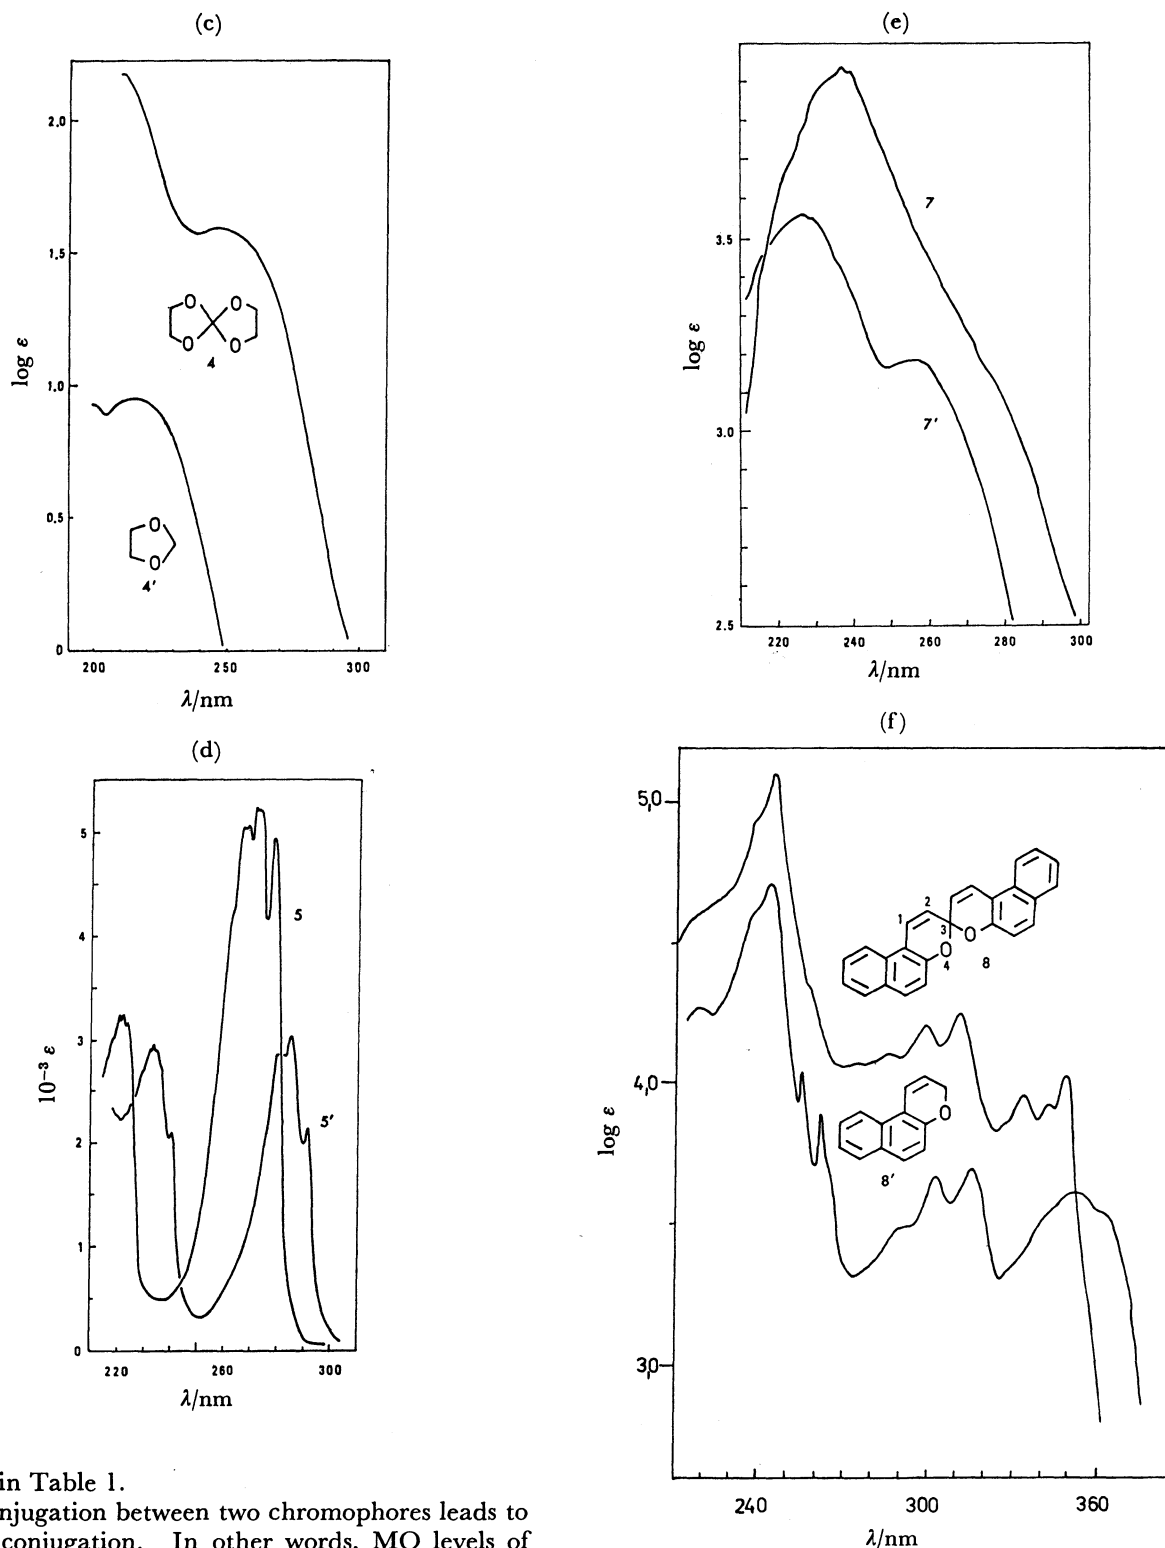 (c)
2.0
1.5
1.0
0.5
0
log ε
O
O
O
O
4
O
O
4'
200
250
300
λ/nm
(d)
5
4
3
2
1
0
10⁻³ ε
5
5'
220
260
300
λ/nm
in Table 1.
njugation between two chromophores leads to
conjugation. In other words, MO levels of
(e)
3.5
3.0
2.5
log ε
7
7'
220
240
260
280
300
λ/nm
(f)
5,0
4,0
3,0
log ε
1
2
3
O
O
4
8
O
8'
240
300
360
λ/nm